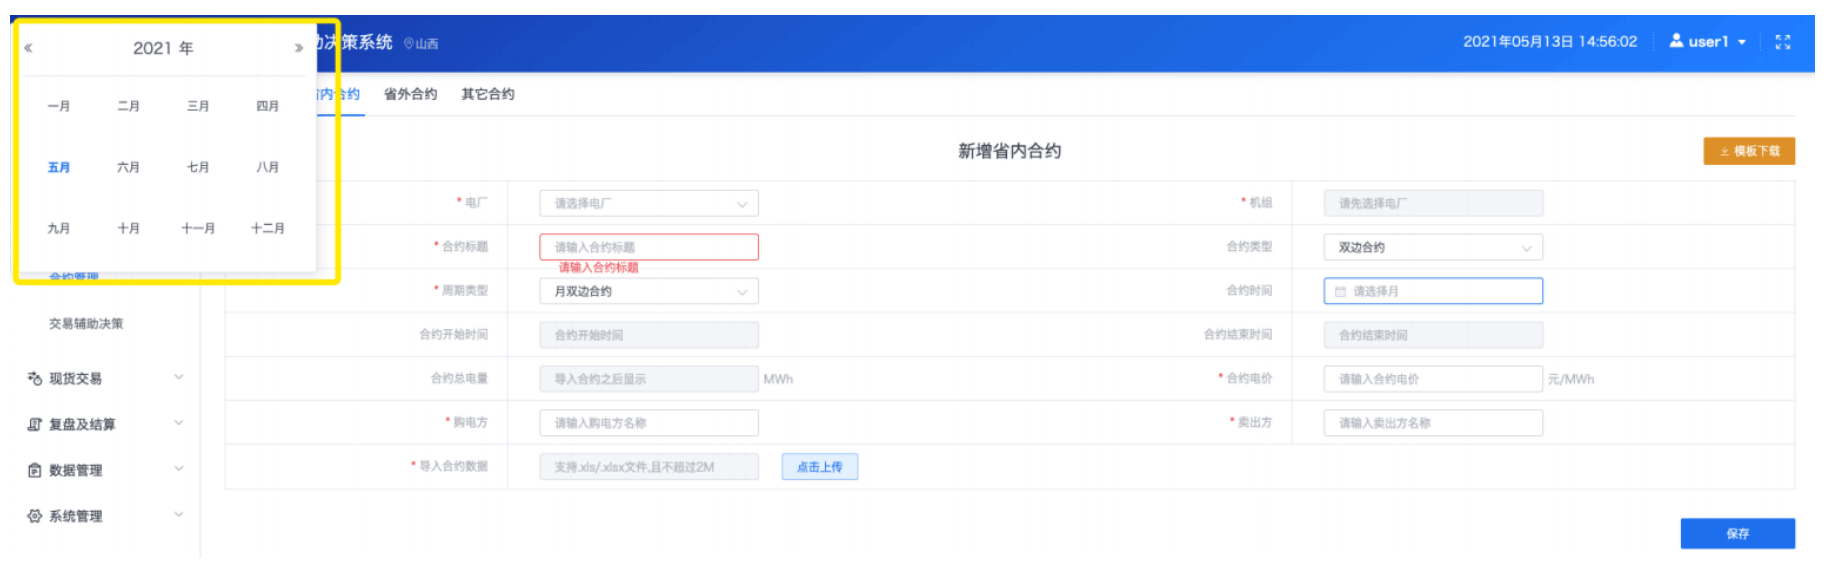 « 2021 年 »
一月 二月 三月 四月
五月 六月 七月 八月
九月 十月 十一月 十二月
决策系统 山西
2021年05月13日 14:56:02 user1
内合约 省外合约 其它合约
新增省内合约
模板下载
* 电厂 请选择电厂
* 机组 请先选择电厂
* 合约标题 请输入合约标题
请输入合约标题
合约类型 双边合约
* 周期类型 月双边合约
合约时间 请选择月
合约开始时间 合约开始时间
合约结束时间 合约结束时间
合约总电量 导入合约之后显示 MWh
* 合约电价 请输入合约电价 元/MWh
* 购电方 请输入购电方名称
* 卖出方 请输入卖出方名称
* 导入合约数据 支持.xls/.xlsx文件,且不超过2M 点击上传
保存
合约管理
交易辅助决策
现货交易
复盘及结算
数据管理
系统管理